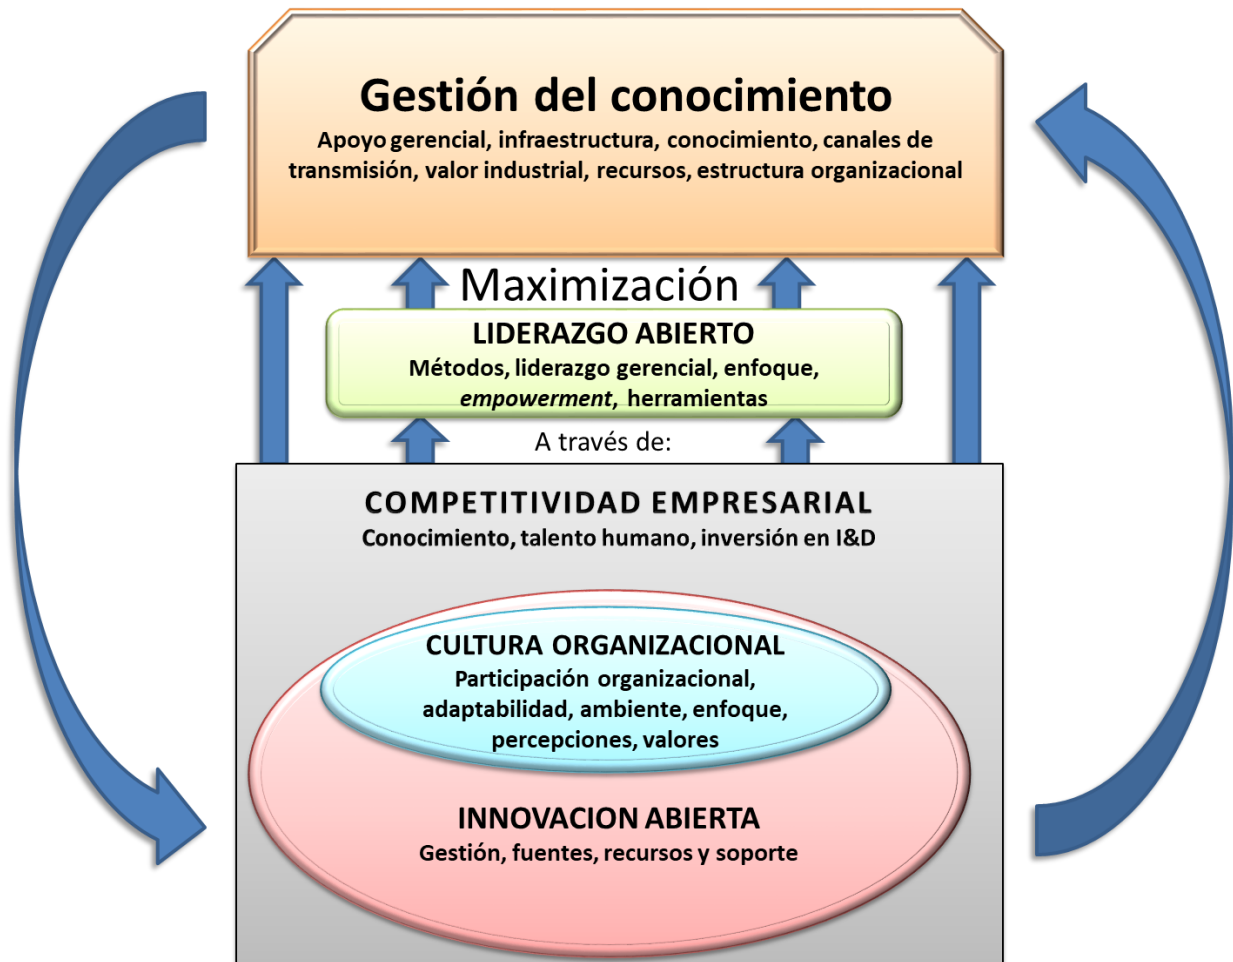 Gestión del conocimiento
Apoyo gerencial, infraestructura, conocimiento, canales de
transmisión, valor industrial, recursos, estructura organizacional
Maximización
LIDERAZGO ABIERTO
Métodos, liderazgo gerencial, enfoque,
empowerment, herramientas
A través de:
COMPETITIVIDAD EMPRESARIAL
Conocimiento, talento humano, inversión en I&D
CULTURA ORGANIZACIONAL
Participación organizacional,
adaptabilidad, ambiente, enfoque,
percepciones, valores
INNOVACION ABIERTA
Gestión, fuentes, recursos y soporte